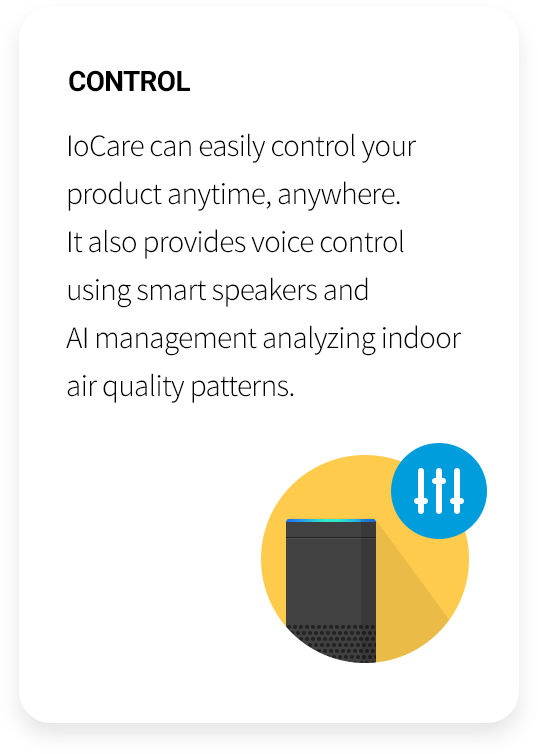 CONTROL
IoCare can easily control your
product anytime, anywhere.
It also provides voice control
using smart speakers and
AI management analyzing indoor
air quality patterns.